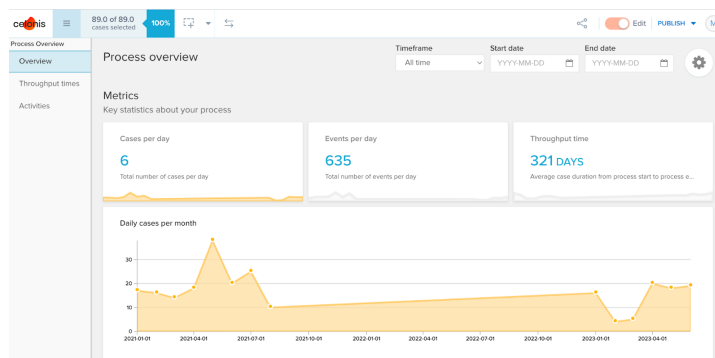 celonis
89.0 of 89.0
cases selected
100%
Edit
PUBLISH
M
Process Overview
Overview
Throughput times
Activities
Process overview
Timeframe
All time
Start date
YYYY-MM-DD
End date
YYYY-MM-DD
Metrics
Key statistics about your process
Cases per day
6
Total number of cases per day
Events per day
635
Total number of events per day
Throughput time
321 DAYS
Average case duration from process start to process e...
Daily cases per month
30
20
10
0
2021-01-01 2021-04-01 2021-07-01 2021-10-01 2022-01-01 2022-04-01 2022-07-01 2022-10-01 2023-01-01 2023-04-01